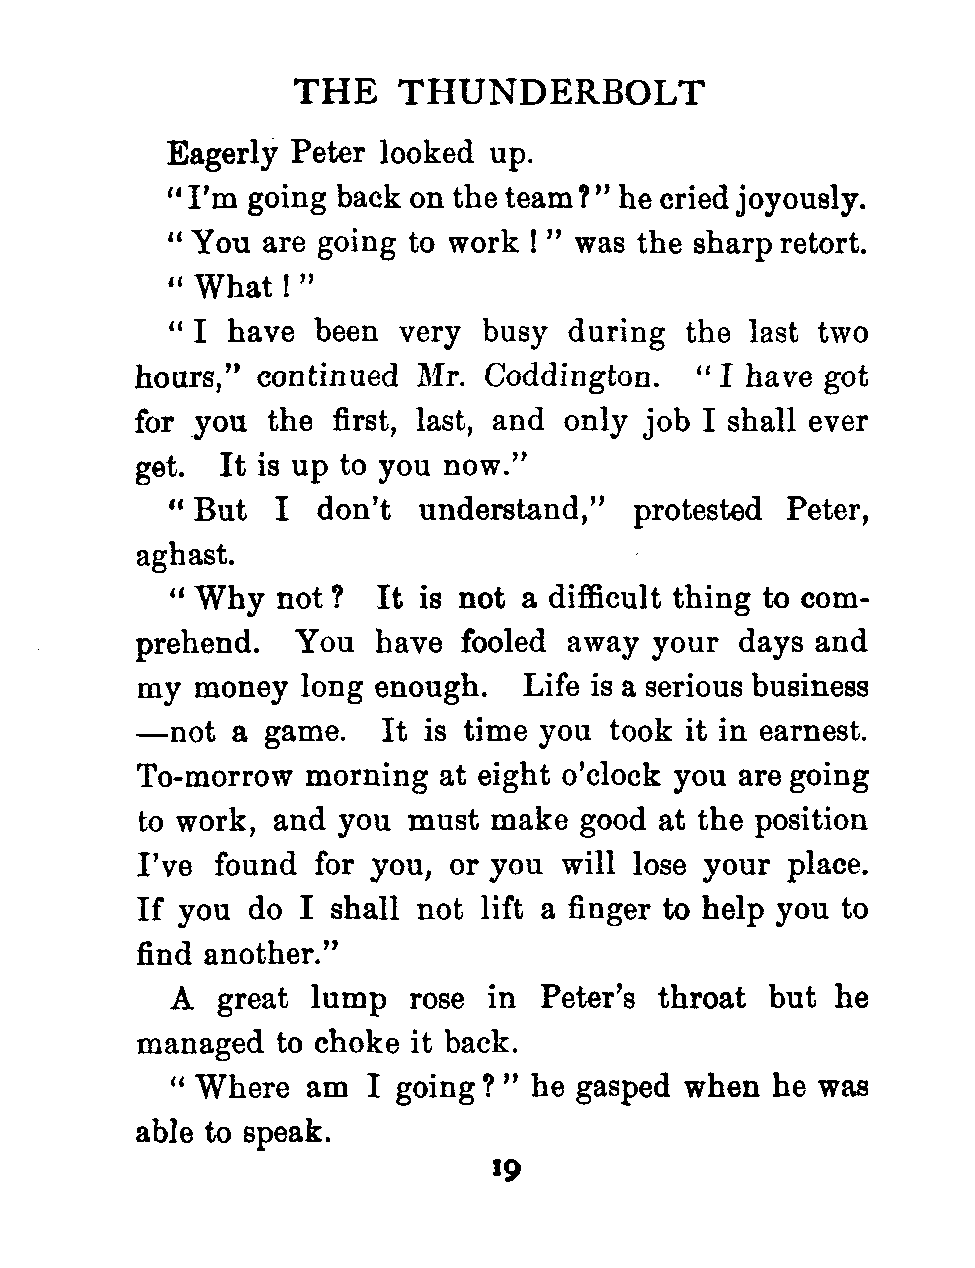 THE THUNDERBOLT
Eagerly Peter looked up.
"I'm going back on the team?" he cried joyously.
"You are going to work!" was the sharp retort.
"What!"
"I have been very busy during the last two
hours," continued Mr. Coddington. "I have got
for you the first, last, and only job I shall ever
get. It is up to you now."
"But I don't understand," protested Peter,
aghast.
"Why not? It is not a difficult thing to com-
prehend. You have fooled away your days and
my money long enough. Life is a serious business
—not a game. It is time you took it in earnest.
To-morrow morning at eight o'clock you are going
to work, and you must make good at the position
I've found for you, or you will lose your place.
If you do I shall not lift a finger to help you to
find another."
A great lump rose in Peter's throat but he
managed to choke it back.
"Where am I going?" he gasped when he was
able to speak.
19